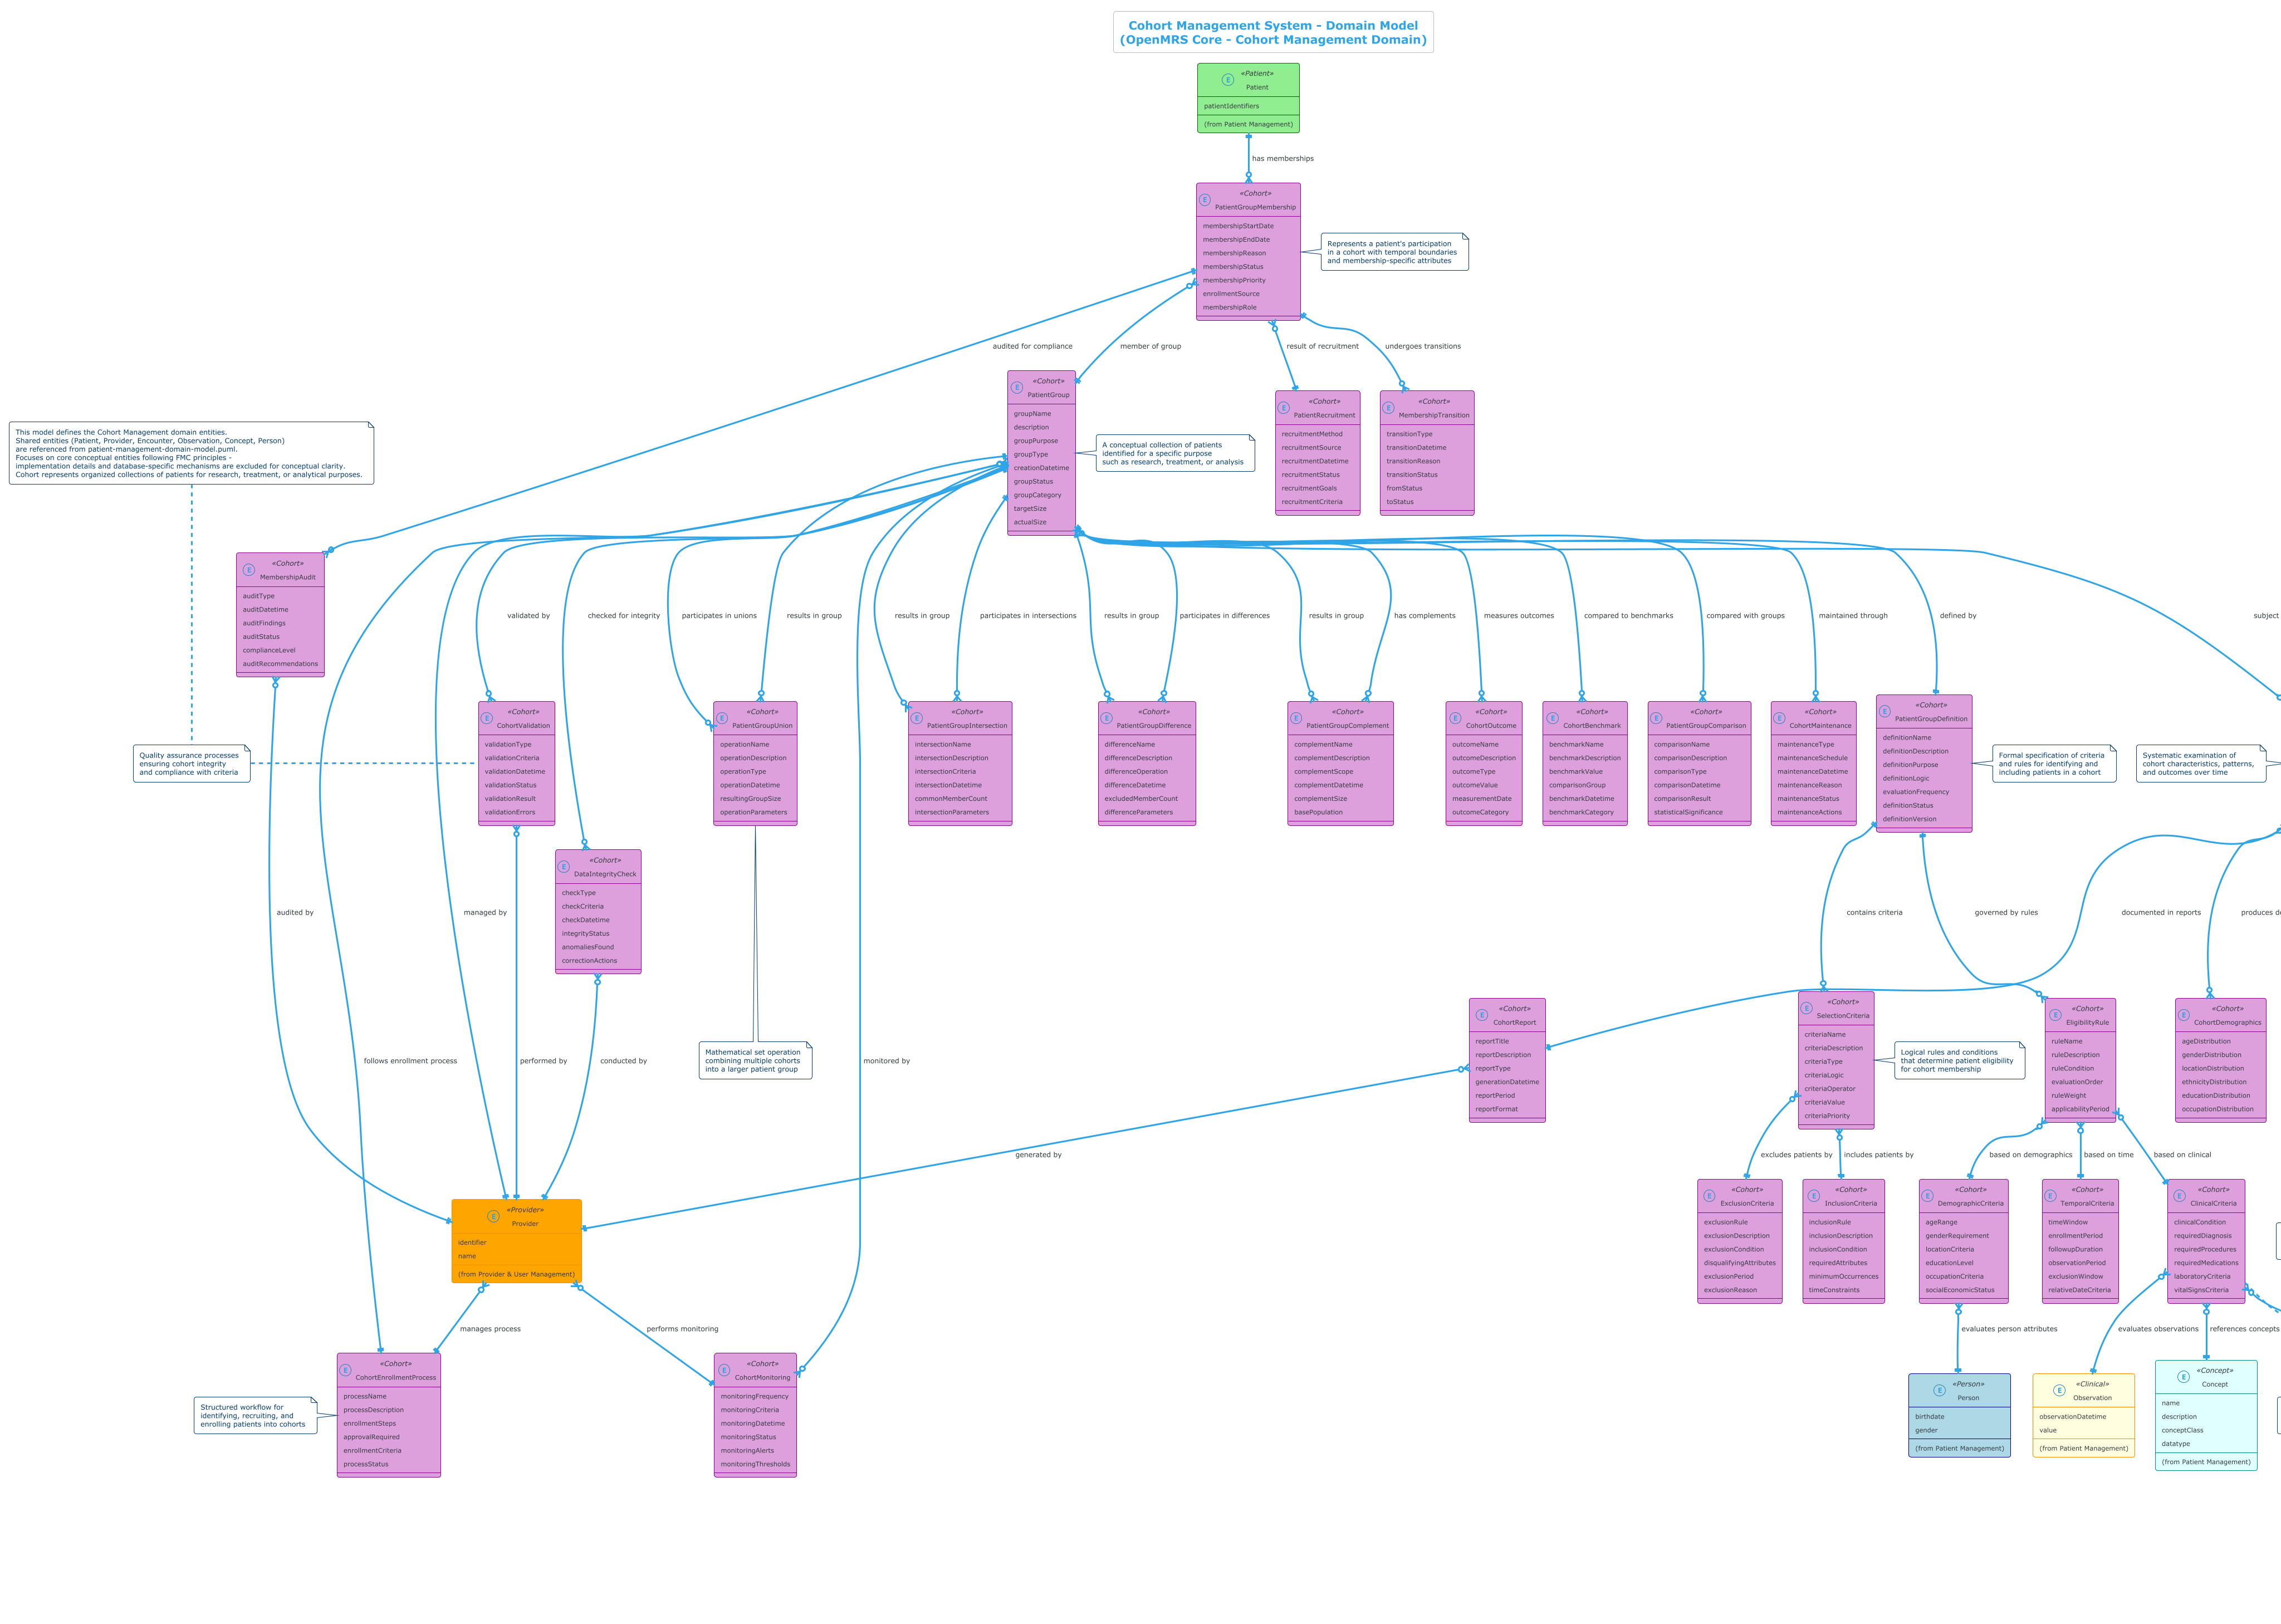 Cohort Management System - Domain Model
(OpenMRS Core - Cohort Management Domain)
«Patient»
E
Patient
patientIdentifiers
(from Patient Management)
has memberships
«Cohort»
E
PatientGroupMembership
membershipStartDate
membershipEndDate
membershipReason
membershipStatus
membershipPriority
enrollmentSource
membershipRole
Represents a patient's participation
in a cohort with temporal boundaries
and membership-specific attributes
audited for compliance
member of group
result of recruitment
undergoes transitions
«Cohort»
E
PatientGroup
groupName
description
groupPurpose
groupType
creationDatetime
groupStatus
groupCategory
targetSize
actualSize
A conceptual collection of patients
identified for a specific purpose
such as research, treatment, or analysis
«Cohort»
E
PatientRecruitment
recruitmentMethod
recruitmentSource
recruitmentDatetime
recruitmentStatus
recruitmentGoals
recruitmentCriteria
«Cohort»
E
MembershipTransition
transitionType
transitionDatetime
transitionReason
transitionStatus
fromStatus
toStatus
This model defines the Cohort Management domain entities.
Shared entities (Patient, Provider, Encounter, Observation, Concept, Person)
are referenced from patient-management-domain-model.puml.
Focuses on core conceptual entities following FMC principles -
implementation details and database-specific mechanisms are excluded for conceptual clarity.
Cohort represents organized collections of patients for research, treatment, or analytical purposes.
«Cohort»
E
MembershipAudit
auditType
auditDatetime
auditFindings
auditStatus
complianceLevel
auditRecommendations
validated by
checked for integrity
participates in unions
results in group
results in group
participates in intersections
results in group
participates in differences
results in group
has complements
measures outcomes
compared to benchmarks
compared with groups
maintained through
defined by
subject
Quality assurance processes
ensuring cohort integrity
and compliance with criteria
«Cohort»
E
CohortValidation
validationType
validationCriteria
validationDatetime
validationStatus
validationResult
validationErrors
«Cohort»
E
PatientGroupUnion
operationName
operationDescription
operationType
operationDatetime
resultingGroupSize
operationParameters
«Cohort»
E
PatientGroupIntersection
intersectionName
intersectionDescription
intersectionCriteria
intersectionDatetime
commonMemberCount
intersectionParameters
«Cohort»
E
PatientGroupDifference
differenceName
differenceDescription
differenceOperation
differenceDatetime
excludedMemberCount
differenceParameters
«Cohort»
E
PatientGroupComplement
complementName
complementDescription
complementScope
complementDatetime
complementSize
basePopulation
«Cohort»
E
CohortOutcome
outcomeName
outcomeDescription
outcomeType
outcomeValue
measurementDate
outcomeCategory
«Cohort»
E
CohortBenchmark
benchmarkName
benchmarkDescription
benchmarkValue
comparisonGroup
benchmarkDatetime
benchmarkCategory
«Cohort»
E
PatientGroupComparison
comparisonName
comparisonDescription
comparisonType
comparisonDatetime
comparisonResult
statisticalSignificance
«Cohort»
E
CohortMaintenance
maintenanceType
maintenanceSchedule
maintenanceDatetime
maintenanceReason
maintenanceStatus
maintenanceActions
«Cohort»
E
PatientGroupDefinition
definitionName
definitionDescription
definitionPurpose
definitionLogic
evaluationFrequency
definitionStatus
definitionVersion
Formal specification of criteria
and rules for identifying and
including patients in a cohort
Systematic examination of
cohort characteristics, patterns,
and outcomes over time
«Cohort»
E
DataIntegrityCheck
checkType
checkCriteria
checkDatetime
integrityStatus
anomaliesFound
correctionActions
audited by
managed by
contains criteria
governed by rules
documented in reports
produces de
follows enrollment process
performed by
conducted by
Mathematical set operation
combining multiple cohorts
into a larger patient group
monitored by
«Cohort»
E
CohortReport
reportTitle
reportDescription
reportType
generationDatetime
reportPeriod
reportFormat
«Cohort»
E
SelectionCriteria
criteriaName
criteriaDescription
criteriaType
criteriaLogic
criteriaOperator
criteriaValue
criteriaPriority
Logical rules and conditions
that determine patient eligibility
for cohort membership
«Cohort»
E
EligibilityRule
ruleName
ruleDescription
ruleCondition
evaluationOrder
ruleWeight
applicabilityPeriod
«Cohort»
E
CohortDemographics
ageDistribution
genderDistribution
locationDistribution
ethnicityDistribution
educationDistribution
occupationDistribution
generated by
excludes patients by
includes patients by
based on demographics
based on time
based on clinical
«Provider»
E
Provider
identifier
name
(from Provider & User Management)
«Cohort»
E
ExclusionCriteria
exclusionRule
exclusionDescription
exclusionCondition
disqualifyingAttributes
exclusionPeriod
exclusionReason
«Cohort»
E
InclusionCriteria
inclusionRule
inclusionDescription
inclusionCondition
requiredAttributes
minimumOccurrences
timeConstraints
«Cohort»
E
DemographicCriteria
ageRange
genderRequirement
locationCriteria
educationLevel
occupationCriteria
socialEconomicStatus
«Cohort»
E
TemporalCriteria
timeWindow
enrollmentPeriod
followupDuration
observationPeriod
exclusionWindow
relativeDateCriteria
«Cohort»
E
ClinicalCriteria
clinicalCondition
requiredDiagnosis
requiredProcedures
requiredMedications
laboratoryCriteria
vitalSignsCriteria
manages process
performs monitoring
evaluates person attributes
evaluates observations
references concepts
Structured workflow for
identifying, recruiting, and
enrolling patients into cohorts
«Cohort»
E
CohortEnrollmentProcess
processName
processDescription
enrollmentSteps
approvalRequired
enrollmentCriteria
processStatus
«Cohort»
E
CohortMonitoring
monitoringFrequency
monitoringCriteria
monitoringDatetime
monitoringStatus
monitoringAlerts
monitoringThresholds
«Person»
E
Person
birthdate
gender
(from Patient Management)
«Clinical»
E
Observation
observationDatetime
value
(from Patient Management)
«Concept»
E
Concept
name
description
conceptClass
datatype
(from Patient Management)